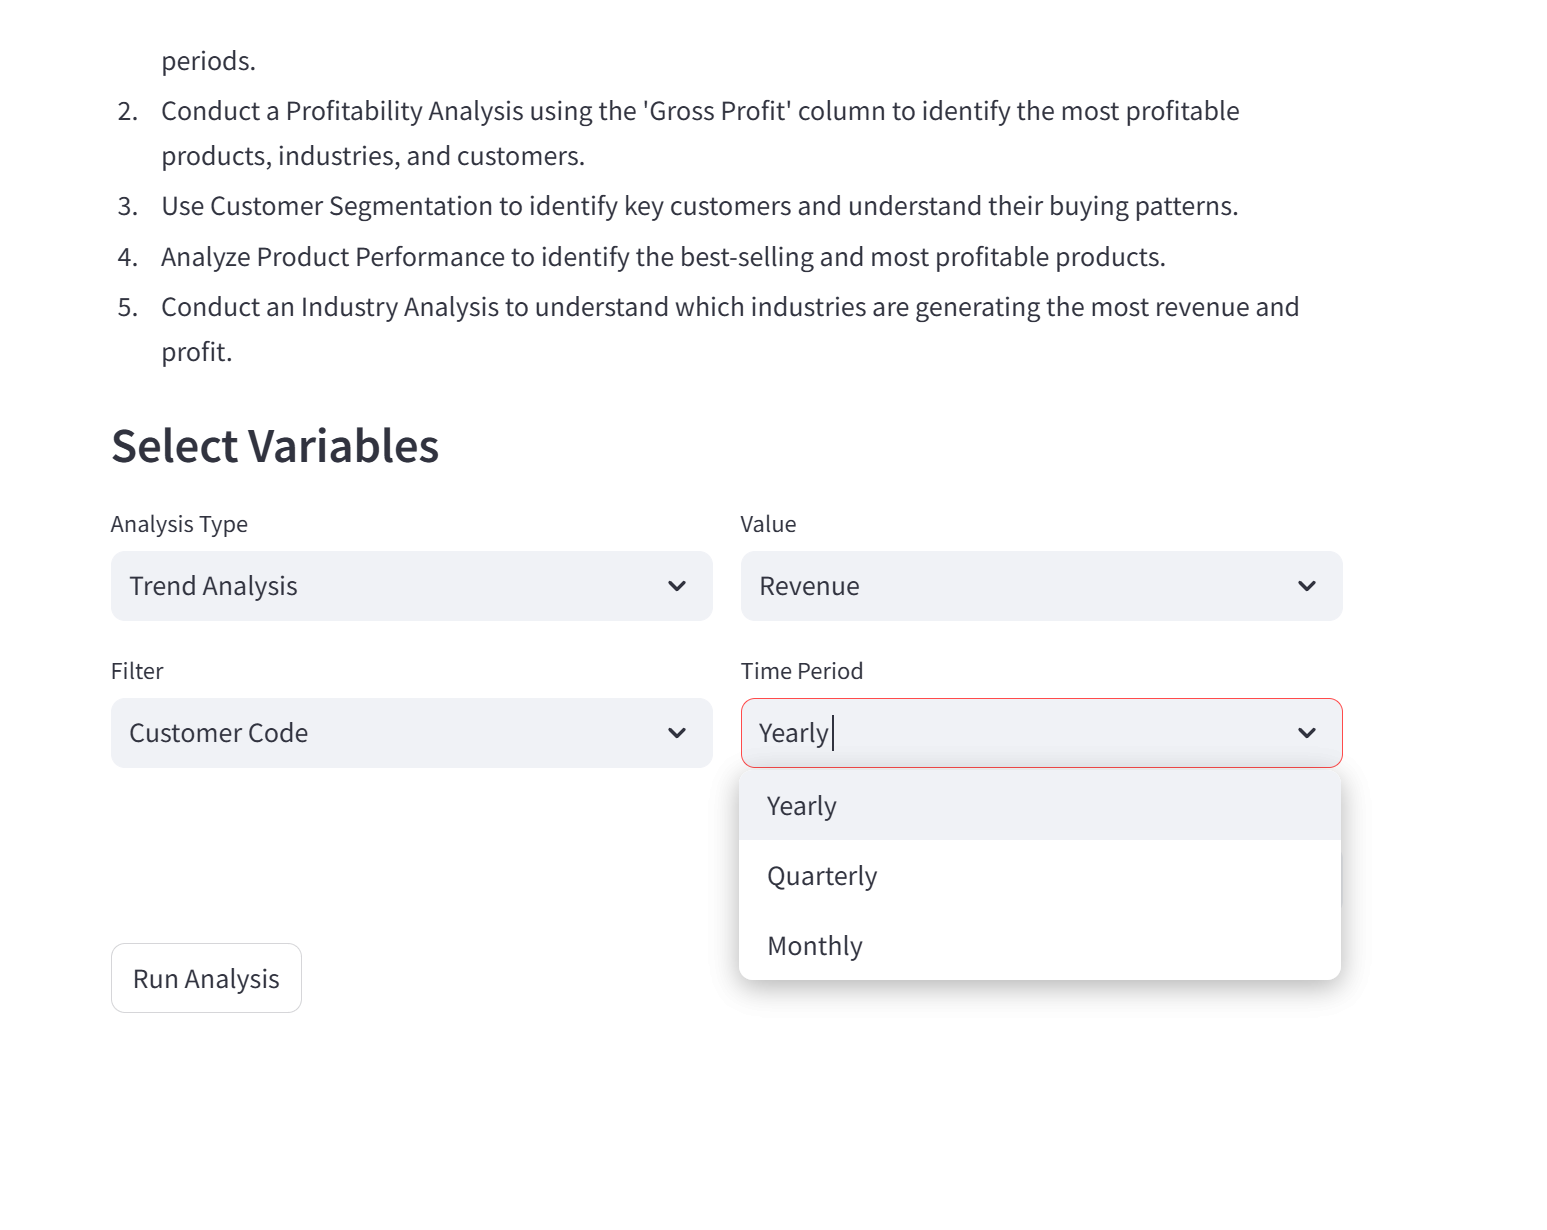 periods.
2. Conduct a Profitability Analysis using the 'Gross Profit' column to identify the most profitable
products, industries, and customers.
3. Use Customer Segmentation to identify key customers and understand their buying patterns.
4. Analyze Product Performance to identify the best-selling and most profitable products.
5. Conduct an Industry Analysis to understand which industries are generating the most revenue and
profit.
Select Variables
Analysis Type
Trend Analysis
Value
Revenue
Filter
Customer Code
Time Period
Yearly
Yearly
Quarterly
Monthly
Run Analysis